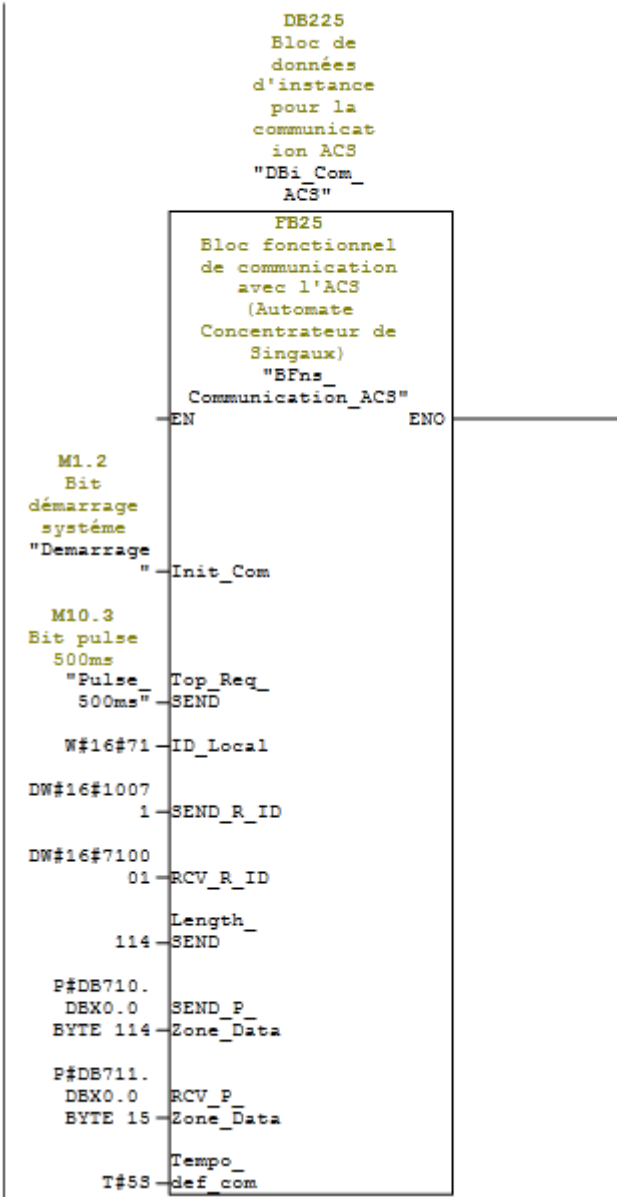 DB225
Bloc de
données
d'instance
pour la
communicat
ion ACS
"DBi_Com_
ACS"
FB25
Bloc fonctionnel
de communication
avec l'ACS
(Automate
Concentrateur de
Singaux)
"BFns_
Communication_ACS"
EN ENO
M1.2
Bit
démarrage
systéme
"Demarrage
" Init_Com
M10.3
Bit pulse
500ms
"Pulse_ Top_Req_
500ms" SEND
W#16#71 ID_Local
DW#16#1007
1 SEND_R_ID
DW#16#7100
01 RCV_R_ID
Length_
114 SEND
P#DB710.
DBX0.0 SEND_P_
BYTE 114 Zone_Data
P#DB711.
DBX0.0 RCV_P_
BYTE 15 Zone_Data
Tempo_
T#5S def_com